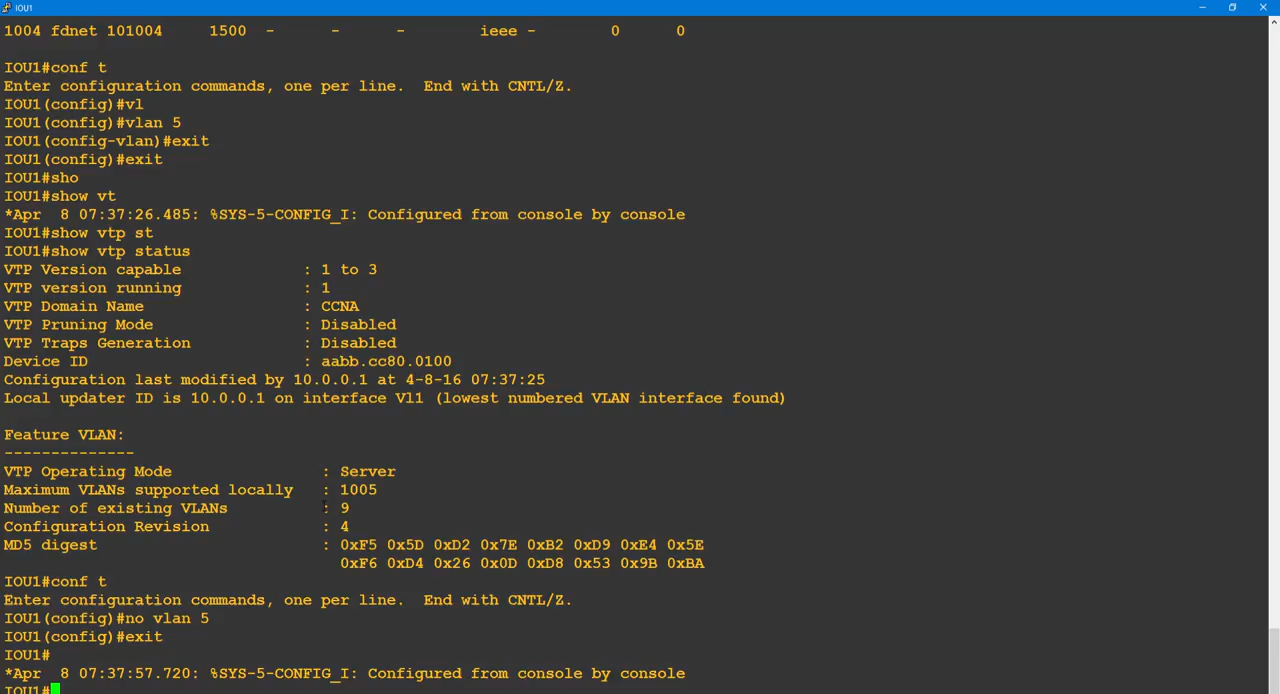 IOU1
1004 fdnet 101004     1500  -      -      -        ieee -        0      0
IOU1#conf t
Enter configuration commands, one per line.  End with CNTL/Z.
IOU1(config)#vl
IOU1(config)#vlan 5
IOU1(config-vlan)#exit
IOU1(config)#exit
IOU1#sho
IOU1#show vt
*Apr  8 07:37:26.485: %SYS-5-CONFIG_I: Configured from console by console
IOU1#show vtp st
IOU1#show vtp status
VTP Version capable             : 1 to 3
VTP version running             : 1
VTP Domain Name                 : CCNA
VTP Pruning Mode                : Disabled
VTP Traps Generation            : Disabled
Device ID                       : aabb.cc80.0100
Configuration last modified by 10.0.0.1 at 4-8-16 07:37:25
Local updater ID is 10.0.0.1 on interface Vl1 (lowest numbered VLAN interface found)
Feature VLAN:
--------------
VTP Operating Mode                : Server
Maximum VLANs supported locally   : 1005
Number of existing VLANs          : 9
Configuration Revision            : 4
MD5 digest                        : 0xF5 0x5D 0xD2 0x7E 0xB2 0xD9 0xE4 0x5E
                                    0xF6 0xD4 0x26 0x0D 0xD8 0x53 0x9B 0xBA
IOU1#conf t
Enter configuration commands, one per line.  End with CNTL/Z.
IOU1(config)#no vlan 5
IOU1(config)#exit
IOU1#
*Apr  8 07:37:57.720: %SYS-5-CONFIG_I: Configured from console by console
IOU1#